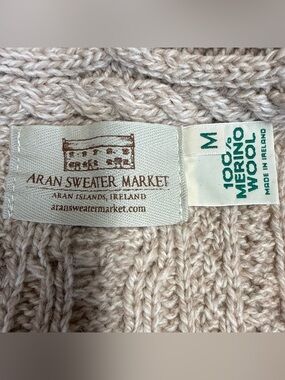 ARAN SWEATER MARKET
ARAN ISLANDS, IRELAND
aransweatermarket.com
M
100%
MERINO
WOOL
MADE IN IRELAND